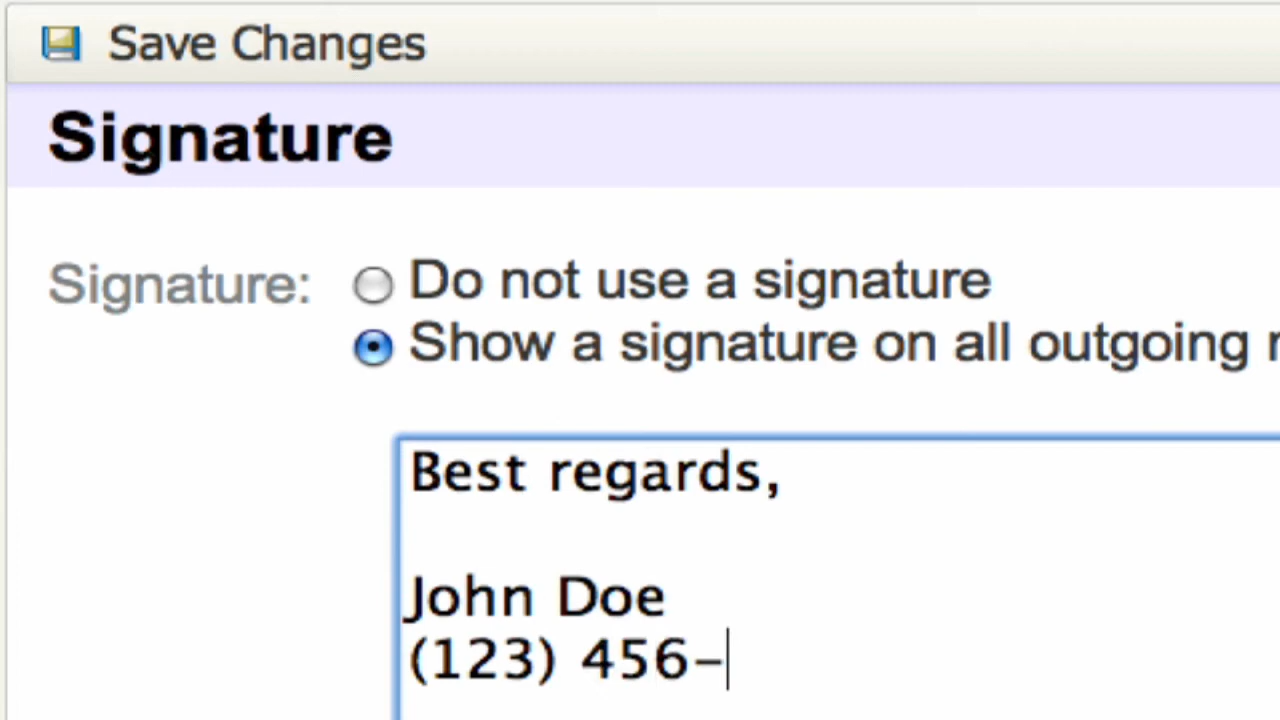 Save Changes
Signature
Signature:
Do not use a signature
Show a signature on all outgoing
Best regards,
John Doe
(123) 456-